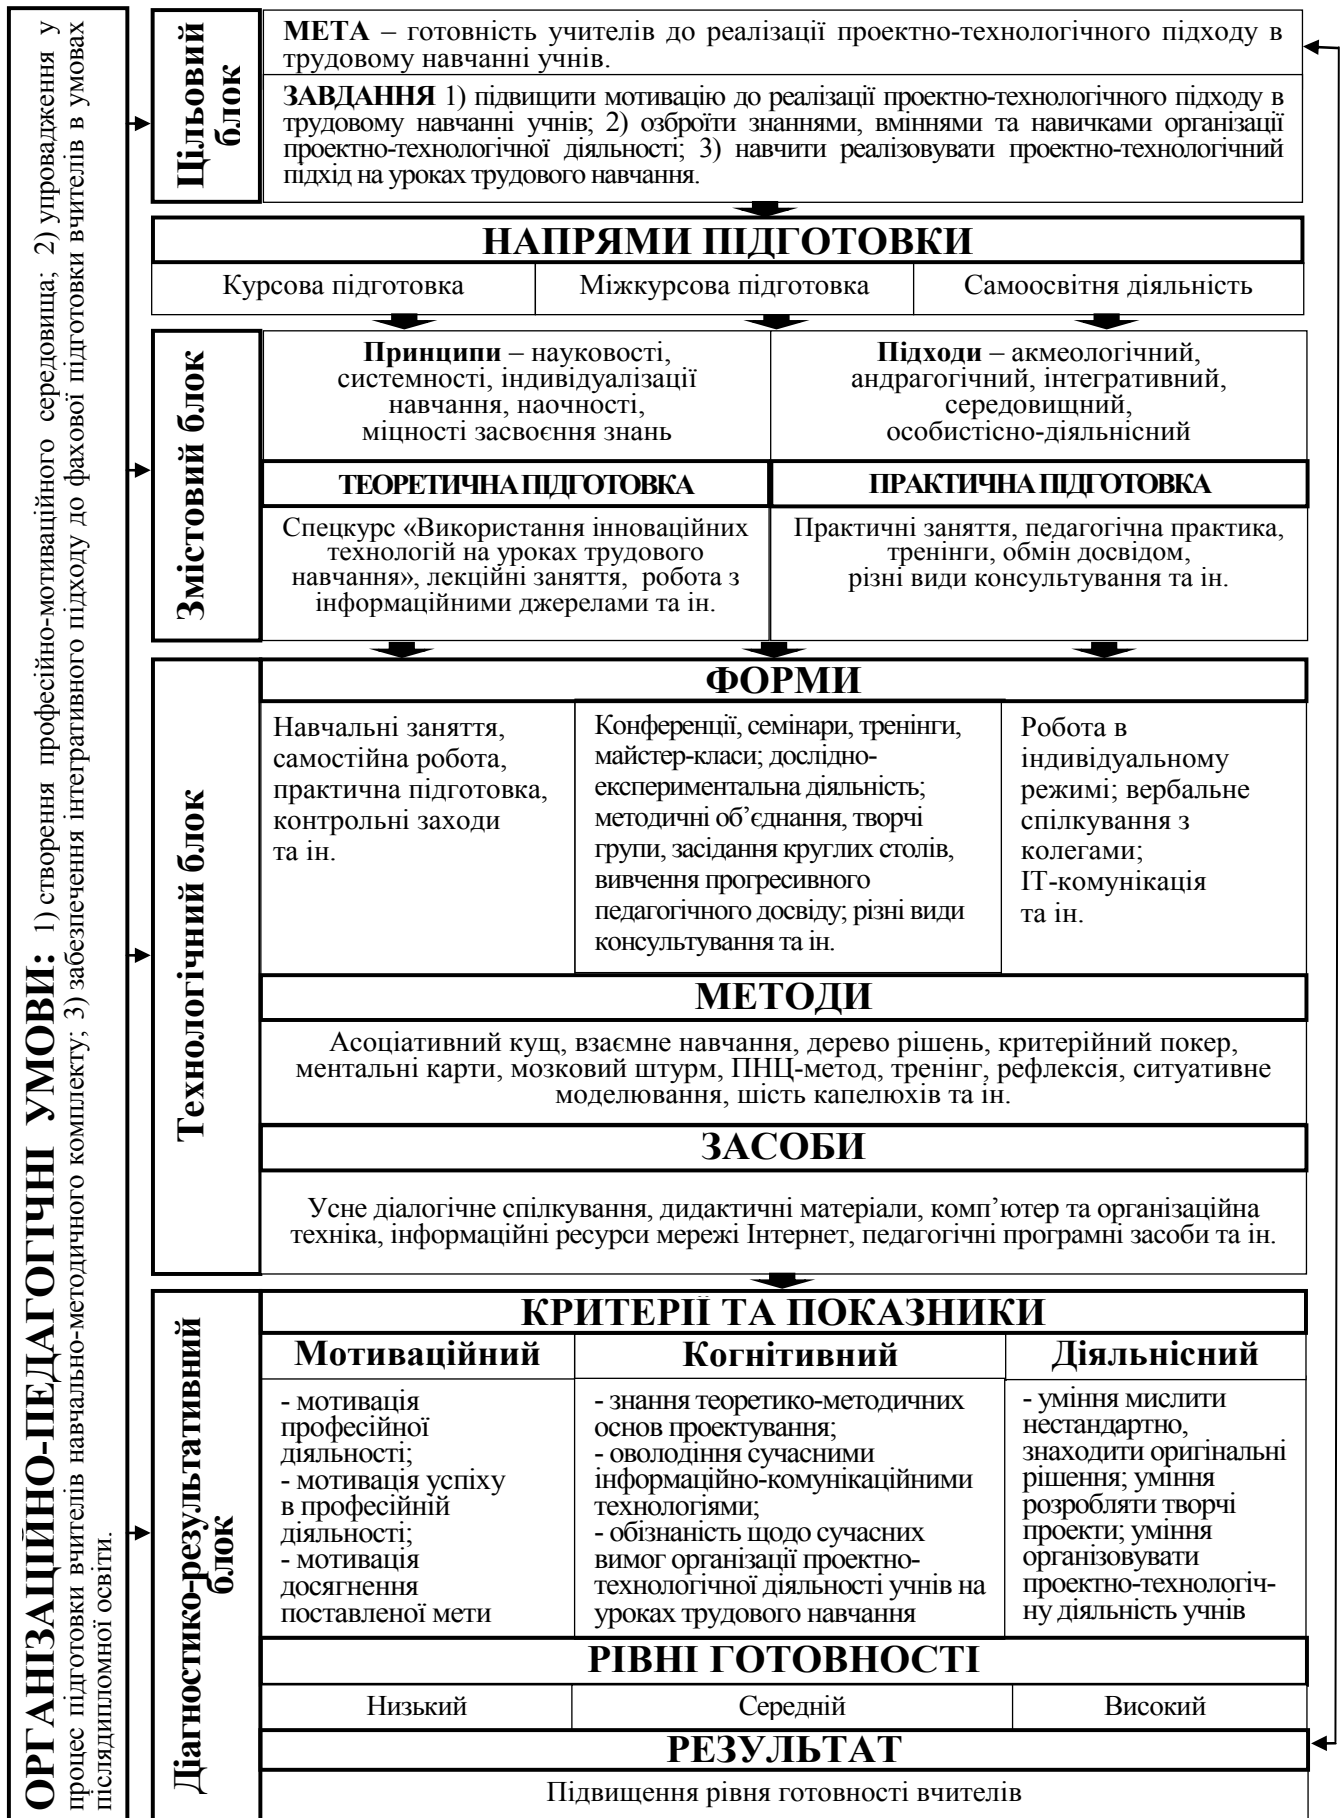 ОРГАНІЗАЦІЙНО-ПЕДАГОГІЧНІ УМОВИ: 1) створення професійно-мотиваційного середовища; 2) упровадження у
процес підготовки вчителів навчально-методичного комплекту; 3) забезпечення інтегративного підходу до фахової підготовки вчителів в умовах
післядипломної освіти.
Цільовий
блок
МЕТА – готовність учителів до реалізації проектно-технологічного підходу в
трудовому навчанні учнів.
ЗАВДАННЯ 1) підвищити мотивацію до реалізації проектно-технологічного підходу в
трудовому навчанні учнів; 2) озброїти знаннями, вміннями та навичками організації
проектно-технологічної діяльності; 3) навчити реалізовувати проектно-технологічний
підхід на уроках трудового навчання.
НАПРЯМИ ПІДГОТОВКИ
Курсова підготовка
Міжкурсова підготовка
Самоосвітня діяльність
Змістовий блок
Принципи – науковості,
системності, індивідуалізації
навчання, наочності,
міцності засвоєння знань
Підходи – акмеологічний,
андрагогічний, інтегративний,
середовищний,
особистісно-діяльнісний
ТЕОРЕТИЧНА ПІДГОТОВКА
ПРАКТИЧНА ПІДГОТОВКА
Спецкурс «Використання інноваційних
технологій на уроках трудового
навчання», лекційні заняття, робота з
інформаційними джерелами та ін.
Практичні заняття, педагогічна практика,
тренінги, обмін досвідом,
різні види консультування та ін.
Технологічний блок
ФОРМИ
Навчальні заняття,
самостійна робота,
практична підготовка,
контрольні заходи
та ін.
Конференції, семінари, тренінги,
майстер-класи; дослідно-
експериментальна діяльність;
методичні об’єднання, творчі
групи, засідання круглих столів,
вивчення прогресивного
педагогічного досвіду; різні види
консультування та ін.
Робота в
індивідуальному
режимі; вербальне
спілкування з
колегами;
ІТ-комунікація
та ін.
МЕТОДИ
Асоціативний кущ, взаємне навчання, дерево рішень, критерійний покер,
ментальні карти, мозковий штурм, ПНЦ-метод, тренінг, рефлексія, ситуативне
моделювання, шість капелюхів та ін.
ЗАСОБИ
Усне діалогічне спілкування, дидактичні матеріали, комп’ютер та організаційна
техніка, інформаційні ресурси мережі Інтернет, педагогічні програмні засоби та ін.
Діагностико-результативний
блок
КРИТЕРІЇ ТА ПОКАЗНИКИ
Мотиваційний
Когнітивний
Діяльнісний
- мотивація
професійної
діяльності;
- мотивація успіху
в професійній
діяльності;
- мотивація
досягнення
поставленої мети
- знання теоретико-методичних
основ проектування;
- оволодіння сучасними
інформаційно-комунікаційними
технологіями;
- обізнаність щодо сучасних
вимог організації проектно-
технологічної діяльності учнів на
уроках трудового навчання
- уміння мислити
нестандартно,
знаходити оригінальні
рішення; уміння
розробляти творчі
проекти; уміння
організовувати
проектно-технологіч-
ну діяльність учнів
РІВНІ ГОТОВНОСТІ
Низький
Середній
Високий
РЕЗУЛЬТАТ
Підвищення рівня готовності вчителів